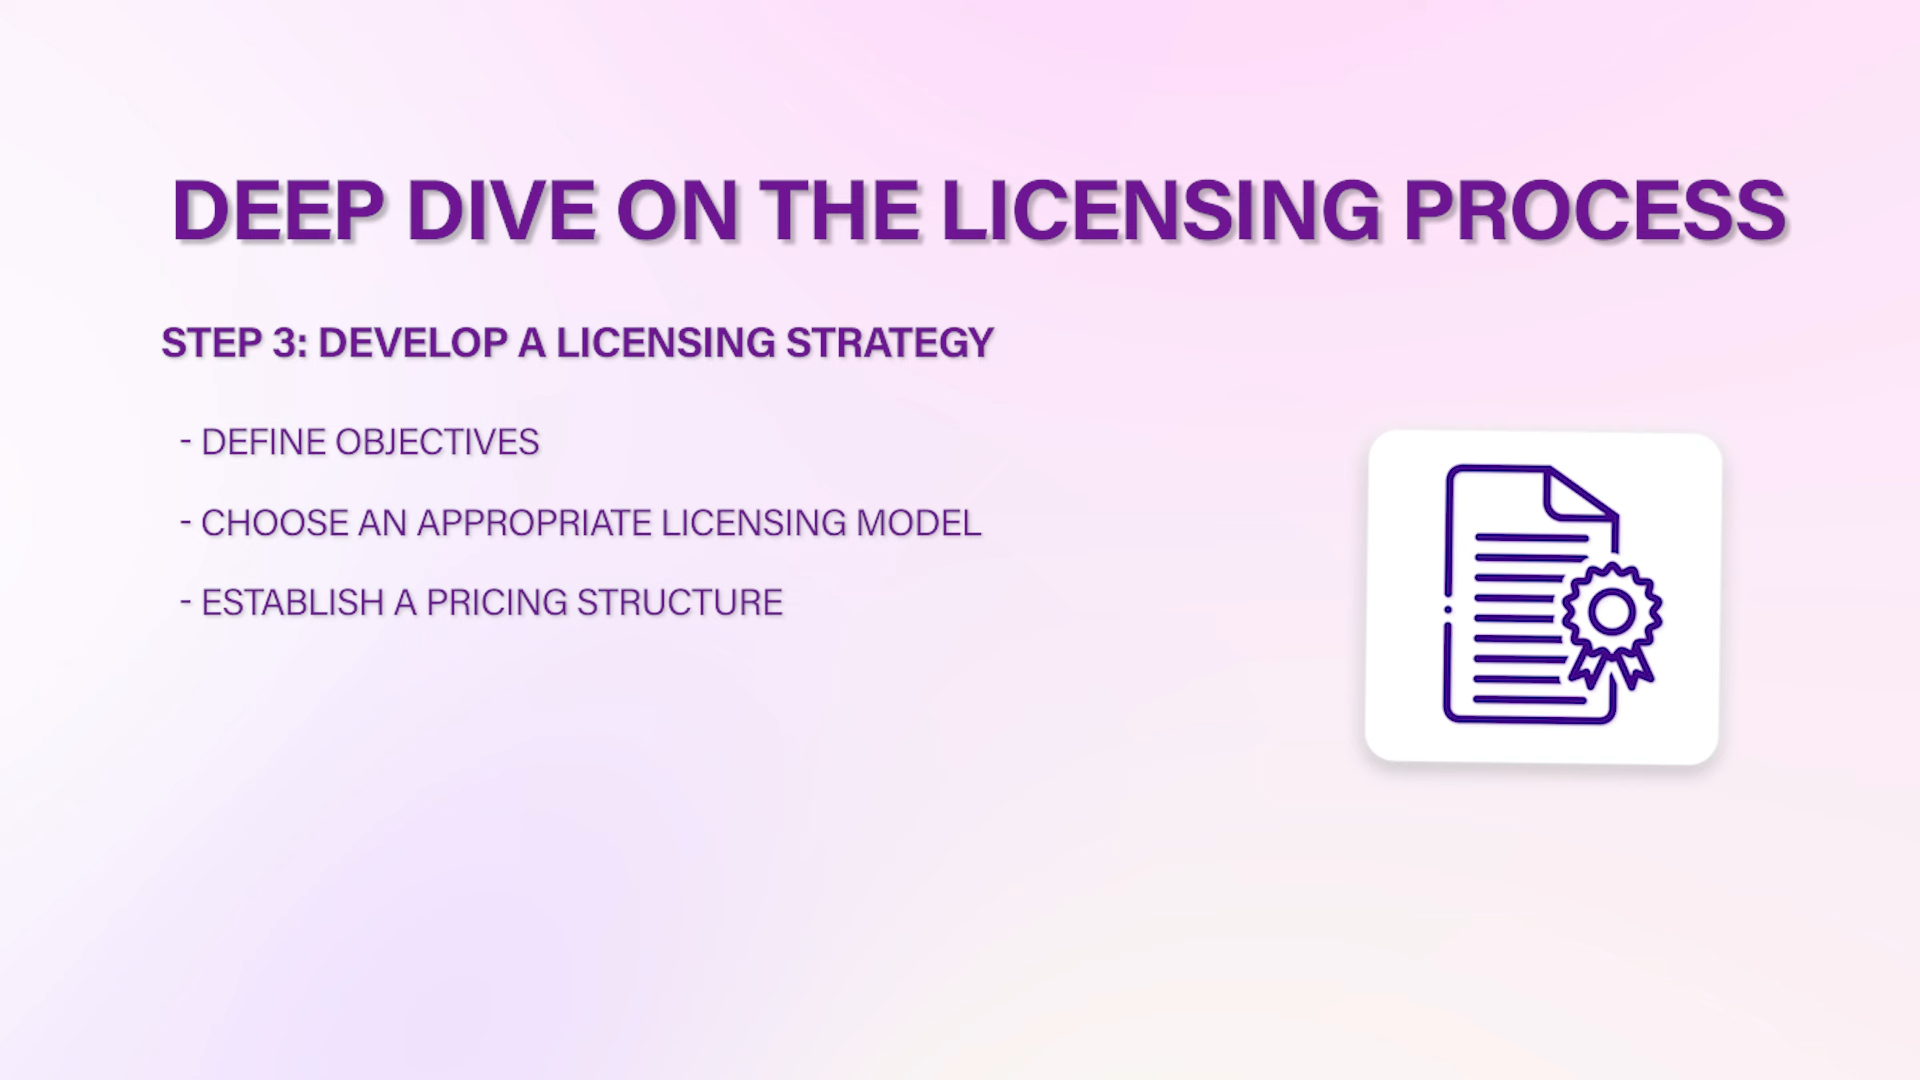 DEEP DIVE ON THE LICENSING PROCESS
STEP 3: DEVELOP A LICENSING STRATEGY
- DEFINE OBJECTIVES
- CHOOSE AN APPROPRIATE LICENSING MODEL
- ESTABLISH A PRICING STRUCTURE